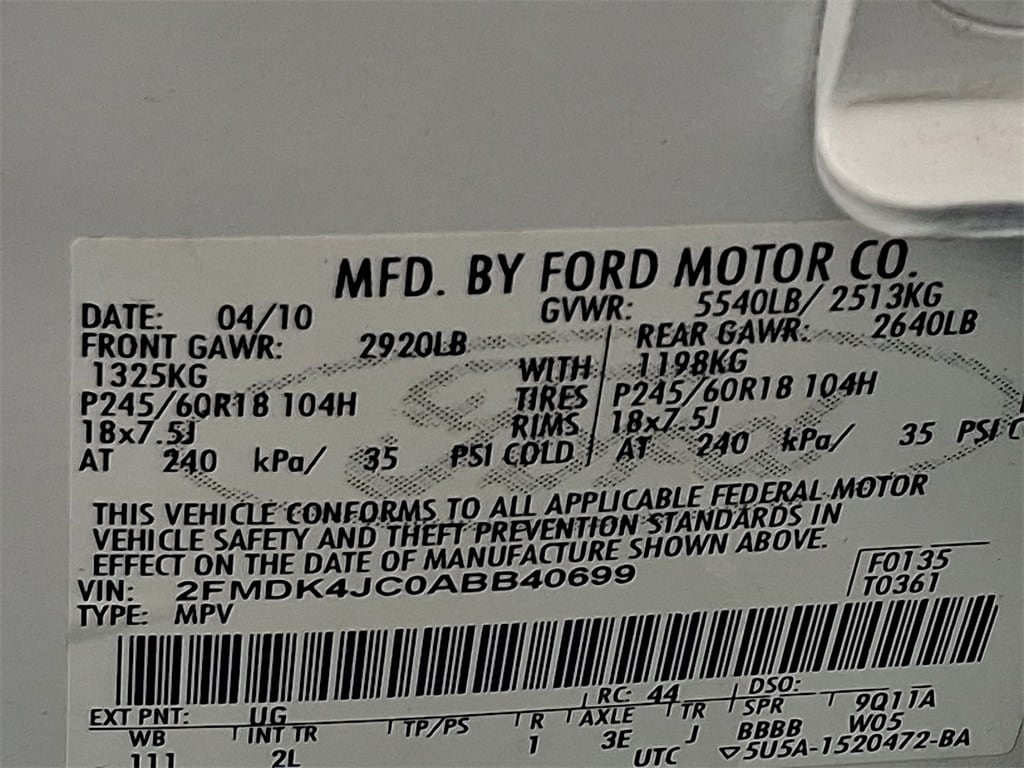 MFD. BY FORD MOTOR CO.
DATE: 04/10 GVWR: 5540LB/ 2513KG
FRONT GAWR: 2920LB REAR GAWR: 2640LB
1325KG WITH 1198KG
P245/60R18 104H TIRES P245/60R18 104H
18x7.5J RIMS 18x7.5J
AT 240 kPa/ 35 PSI COLD AT 240 kPa/ 35 PSI C
THIS VEHICLE CONFORMS TO ALL APPLICABLE FEDERAL MOTOR
VEHICLE SAFETY AND THEFT PREVENTION STANDARDS IN
EFFECT ON THE DATE OF MANUFACTURE SHOWN ABOVE.
VIN: 2FMDK4JC0ABB40699 F0135
TYPE: MPV T0361
EXT PNT: UG RC: 44 DSO: 9Q11A
WB INT TR TP/PS R AXLE TR SPR W05
111 2L 1 3E J BBBB
UTC 5U5A-1520472-BA